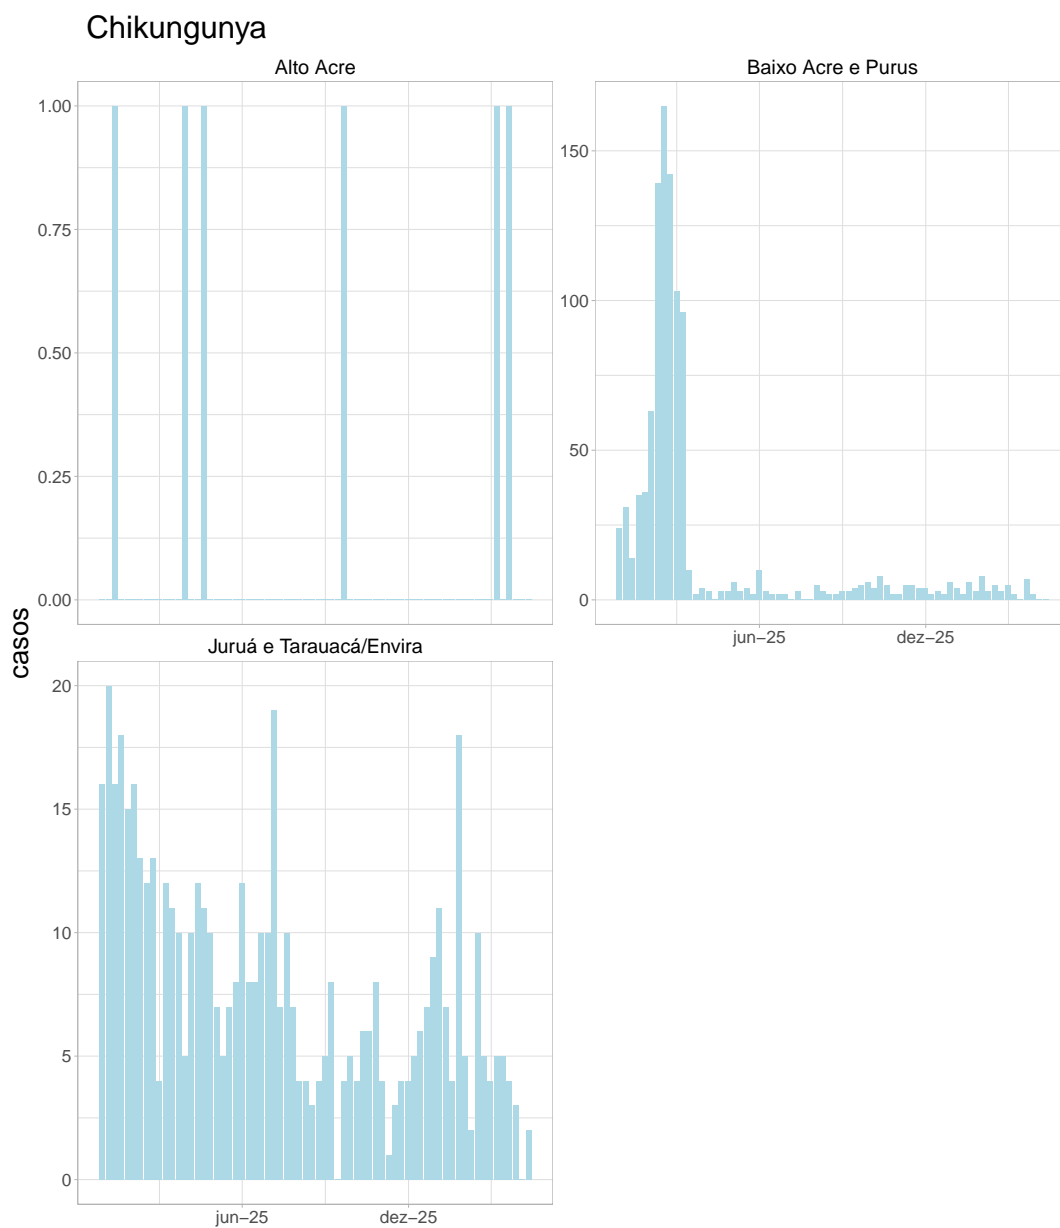 Chikungunya
Alto Acre
1.00
0.75
0.50
0.25
0.00
Baixo Acre e Purus
150
100
50
0
jun−25
dez−25
casos
Juruá e Tarauacá/Envira
20
15
10
5
0
jun−25
dez−25